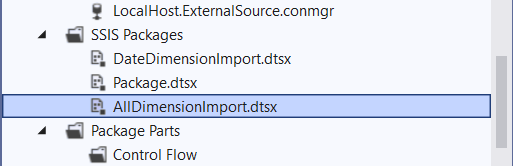 LocalHost.ExternalSource.conmgr
SSIS Packages
DateDimensionImport.dtsx
Package.dtsx
AllDimensionImport.dtsx
Package Parts
Control Flow